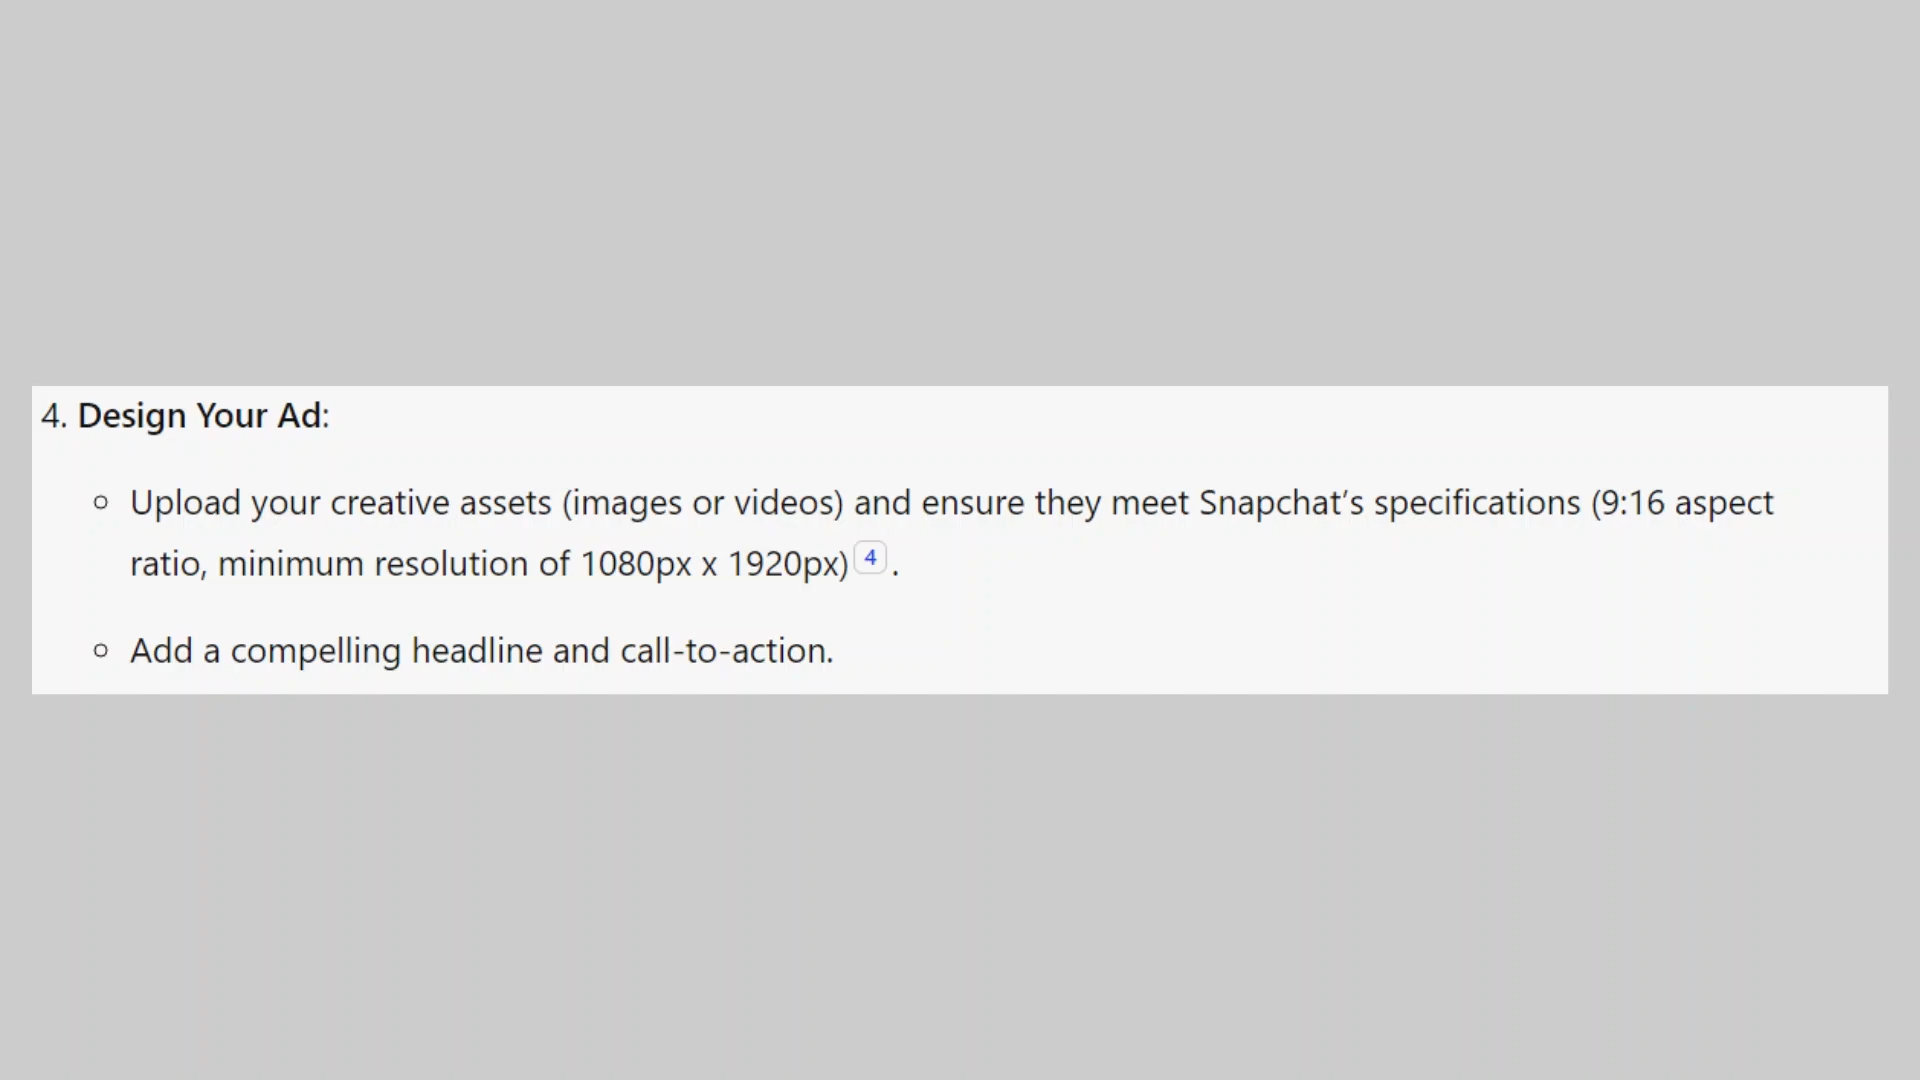 4. Design Your Ad:
○ Upload your creative assets (images or videos) and ensure they meet Snapchat’s specifications (9:16 aspect
ratio, minimum resolution of 1080px x 1920px) 4 .
○ Add a compelling headline and call-to-action.